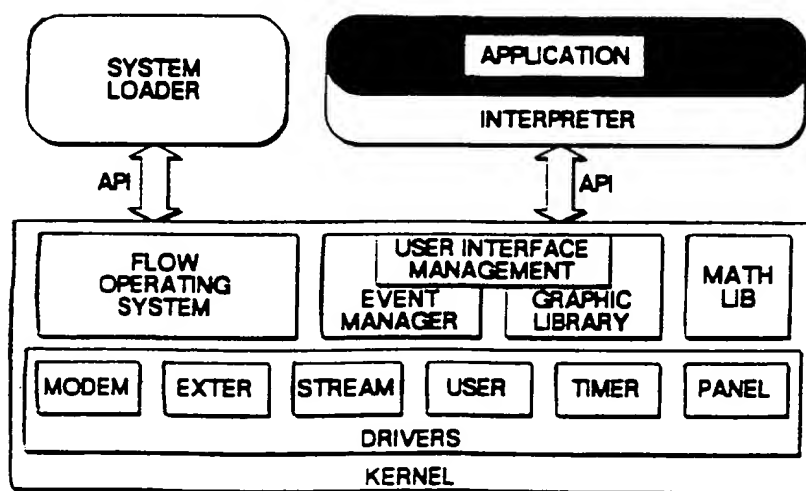 SYSTEM
LOADER
APPLICATION
INTERPRETER
API
API
FLOW
OPERATING
SYSTEM
USER INTERFACE
MANAGEMENT
EVENT
MANAGER
GRAPHIC
LIBRARY
MATH
LIB
MODEM
EXTER
STREAM
USER
TIMER
PANEL
DRIVERS
KERNEL